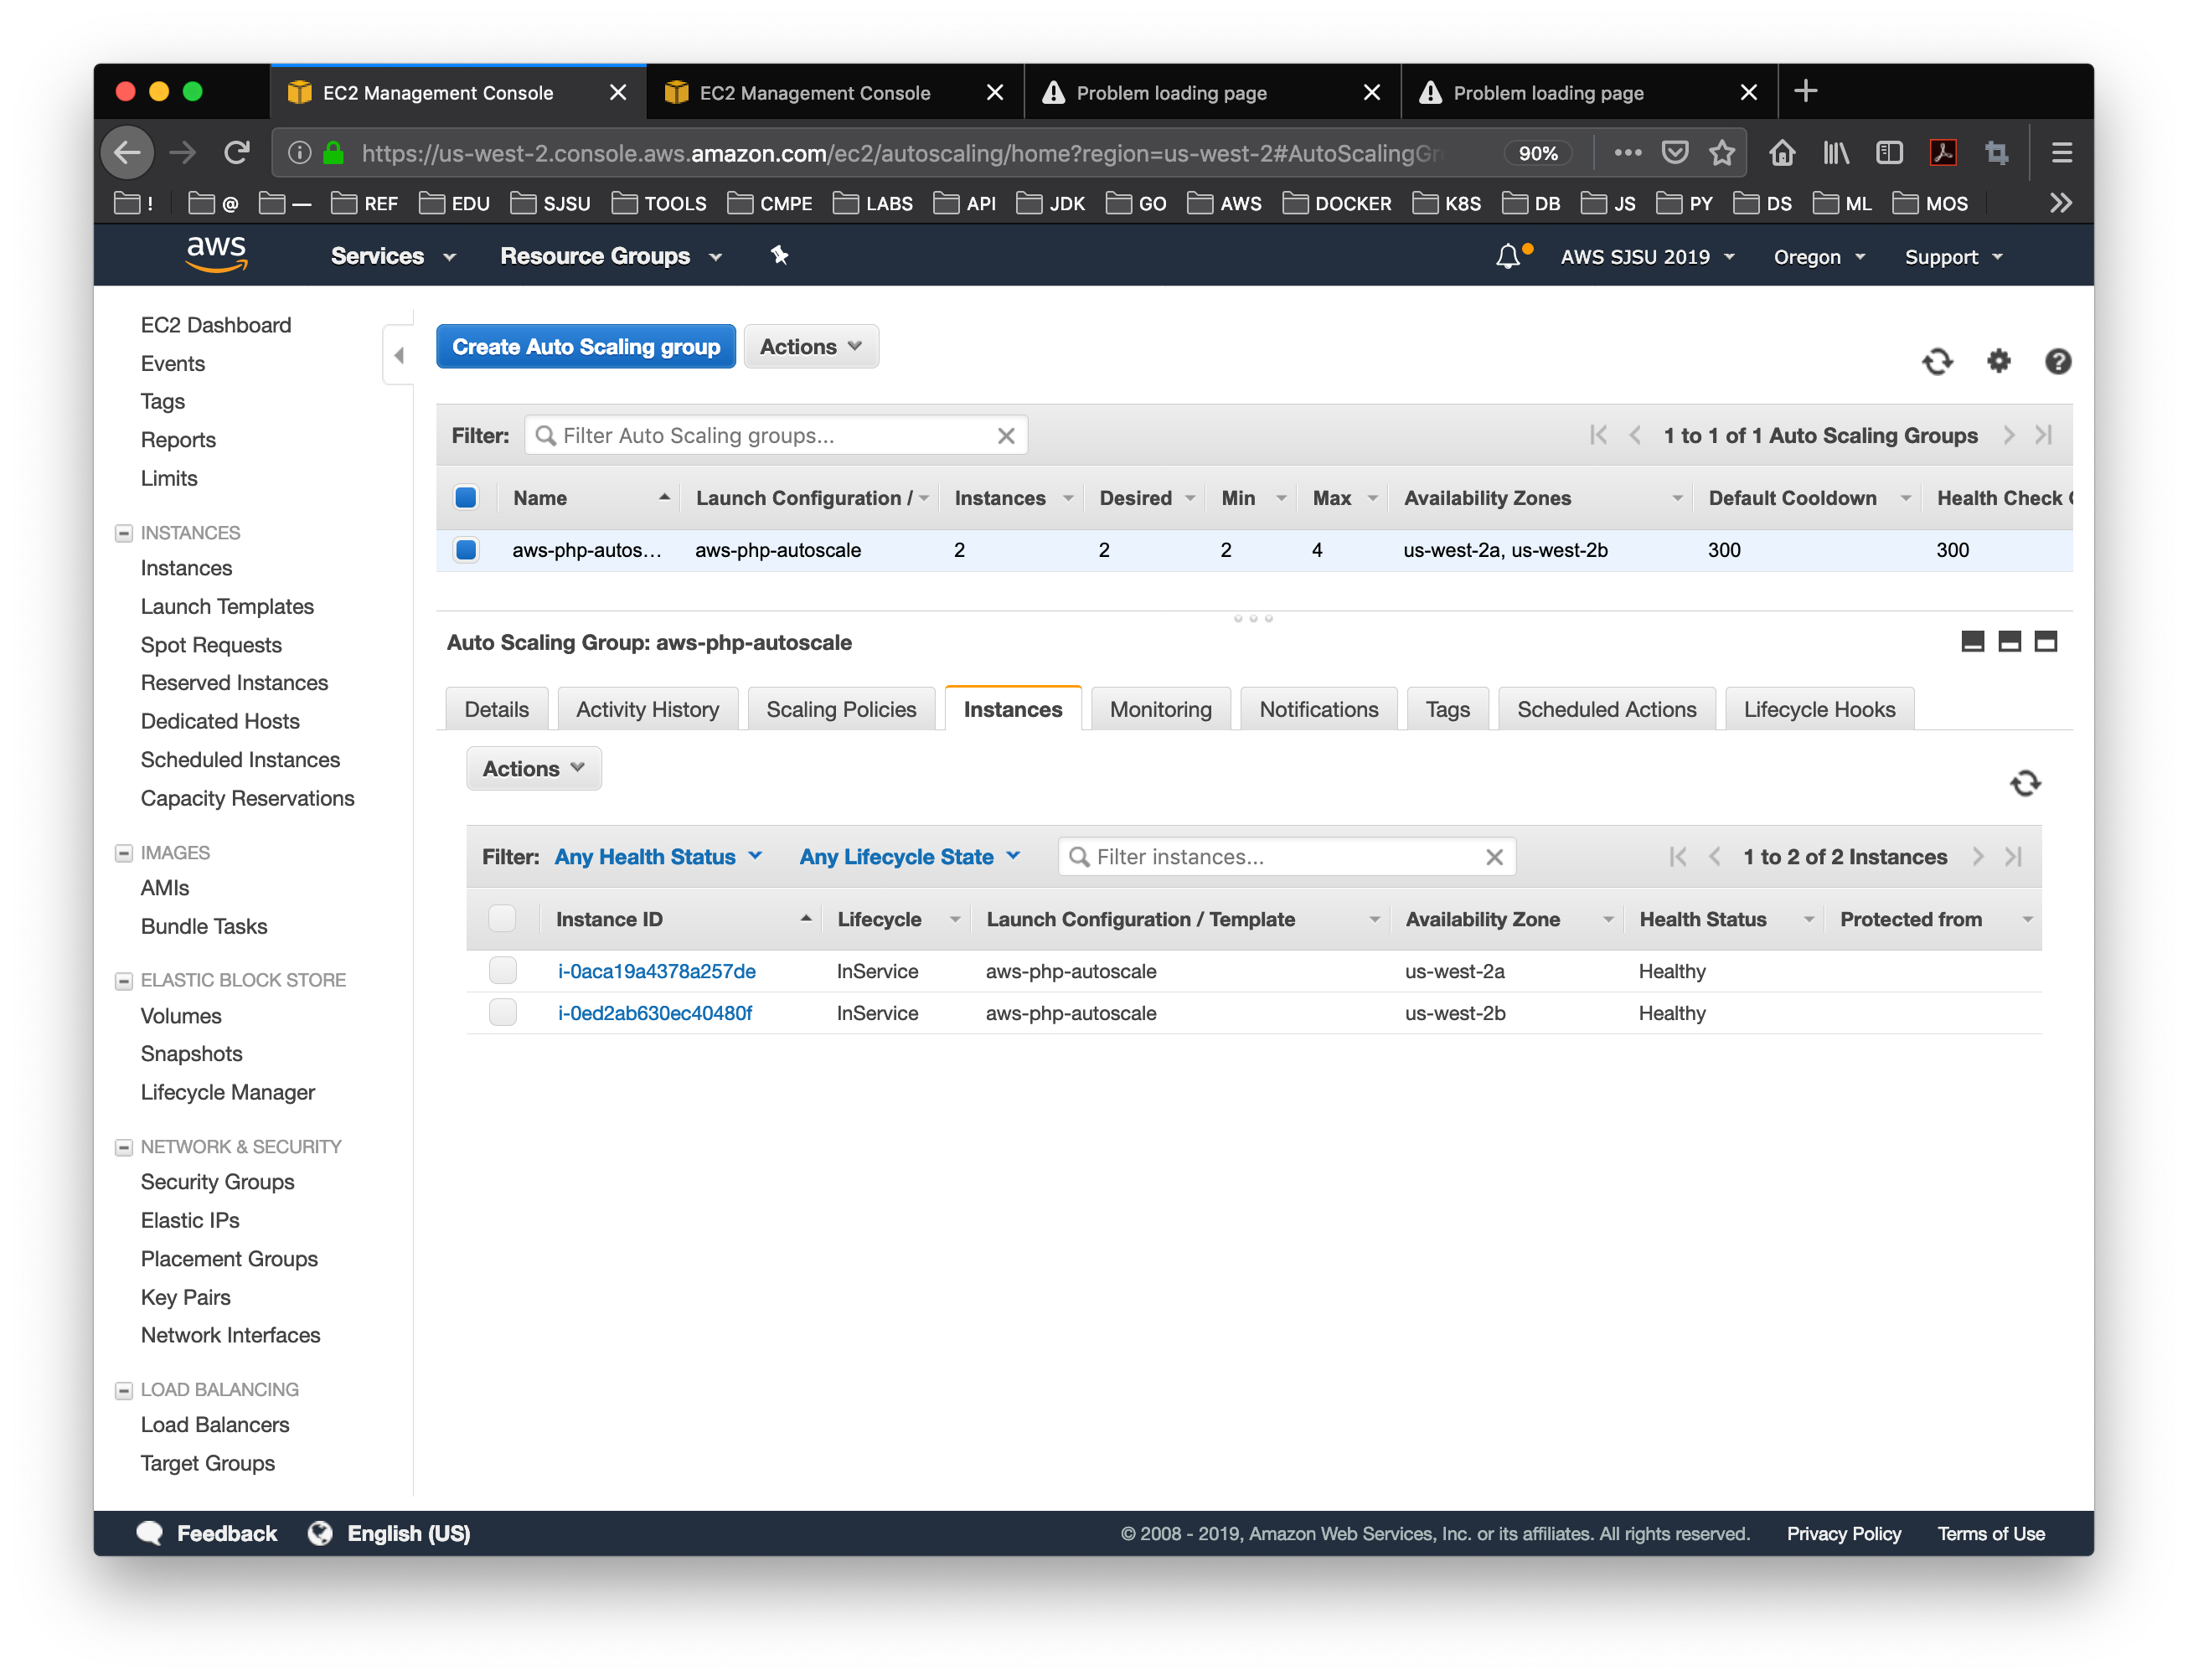 EC2 Management Console
EC2 Management Console
Problem loading page
Problem loading page
https://us-west-2.console.aws.amazon.com/ec2/autoscaling/home?region=us-west-2#AutoScalingGr
90%
! @ — REF EDU SJSU TOOLS CMPE LABS API JDK GO AWS DOCKER K8S DB JS PY DS ML MOS
aws Services Resource Groups AWS SJSU 2019 Oregon Support
EC2 Dashboard
Events
Tags
Reports
Limits
INSTANCES
Instances
Launch Templates
Spot Requests
Reserved Instances
Dedicated Hosts
Scheduled Instances
Capacity Reservations
IMAGES
AMIs
Bundle Tasks
ELASTIC BLOCK STORE
Volumes
Snapshots
Lifecycle Manager
NETWORK & SECURITY
Security Groups
Elastic IPs
Placement Groups
Key Pairs
Network Interfaces
LOAD BALANCING
Load Balancers
Target Groups
Create Auto Scaling group Actions
Filter: Filter Auto Scaling groups... 1 to 1 of 1 Auto Scaling Groups
Name Launch Configuration / Instances Desired Min Max Availability Zones Default Cooldown Health Check
aws-php-autos... aws-php-autoscale 2 2 2 4 us-west-2a, us-west-2b 300 300
Auto Scaling Group: aws-php-autoscale
Details Activity History Scaling Policies Instances Monitoring Notifications Tags Scheduled Actions Lifecycle Hooks
Actions
Filter: Any Health Status Any Lifecycle State Filter instances... 1 to 2 of 2 Instances
Instance ID Lifecycle Launch Configuration / Template Availability Zone Health Status Protected from
i-0aca19a4378a257de InService aws-php-autoscale us-west-2a Healthy
i-0ed2ab630ec40480f InService aws-php-autoscale us-west-2b Healthy
Feedback English (US) © 2008 - 2019, Amazon Web Services, Inc. or its affiliates. All rights reserved. Privacy Policy Terms of Use